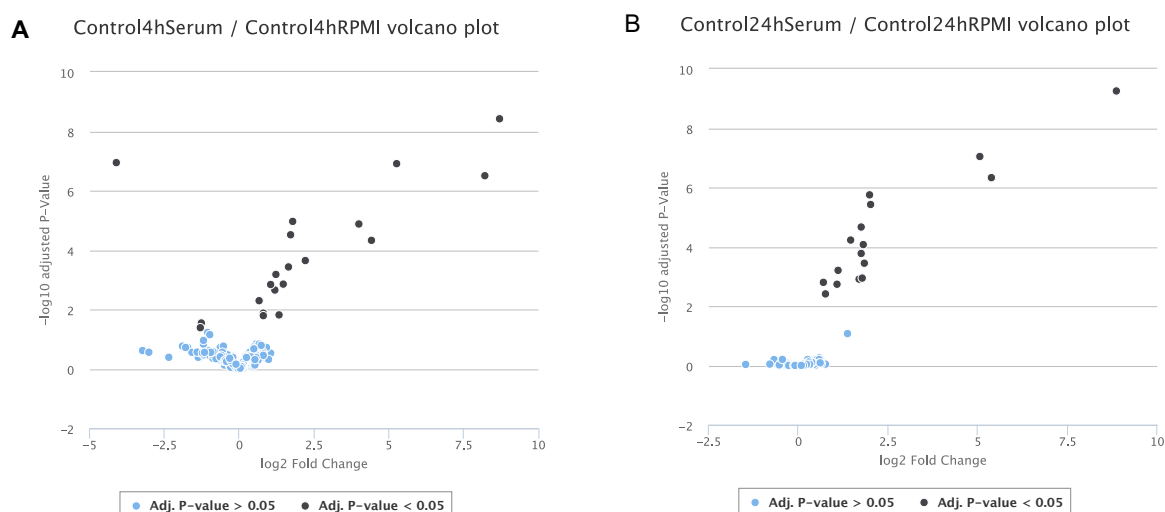 A
Control4hSerum / Control4hRPMI volcano plot
10
8
6
4
2
0
−2
−log10 adjusted P−Value
−5
−2.5
0
2.5
5
7.5
10
log2 Fold Change
Adj. P−value > 0.05
Adj. P−value < 0.05
B
Control24hSerum / Control24hRPMI volcano plot
10
8
6
4
2
0
−2
−log10 adjusted P−Value
−2.5
0
2.5
5
7.5
10
log2 Fold Change
Adj. P−value > 0.05
Adj. P−value < 0.05